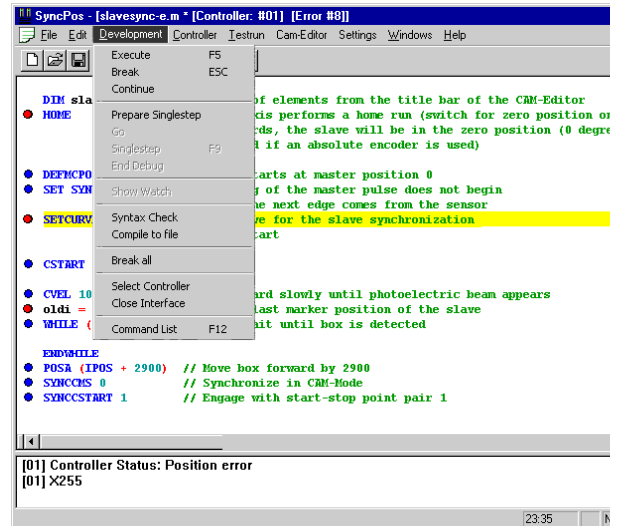 SyncPos - [slavesync-e.m * [Controller: #01] [Error #8]]
File Edit Development Controller Testrun Cam-Editor Settings Windows Help
Execute F5
Break ESC
Continue
Prepare Singlestep
Go
Singlestep F9
End Debug
Show Watch
Syntax Check
Compile to file
Break all
Select Controller
Close Interface
Command List F12
DIM sla of elements from the title bar of the CAM-Editor
HOME is performs a home run (switch for zero position
ds, the slave will be in the zero position (0
if an absolute encoder is used)
DEFMCPO arts at master position 0
SET SYN of the master pulse does not begin
e next edge comes from the sensor
SETCURV e for the slave synchronization
art
CSTART
CVEL 10 rd slowly until photoelectric beam appears
oldi = last marker position of the slave
WHILE ( ait until box is detected
ENDWHILE
POSA (IPOS + 2900) // Move box forward by 2900
SYNCCMS 0 // Synchronize in CAM-Mode
SYNCCSTART 1 // Engage with start-stop point pair 1
[01] Controller Status: Position error
[01] X255
23:35